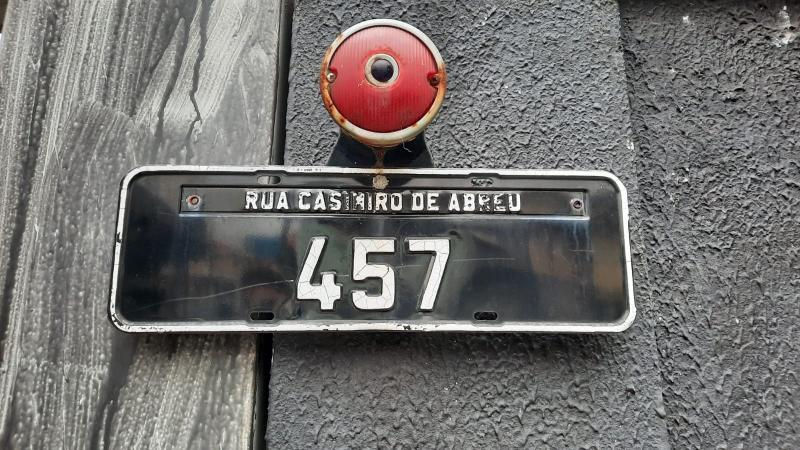 RUA CASIMIRO DE ABREU
457